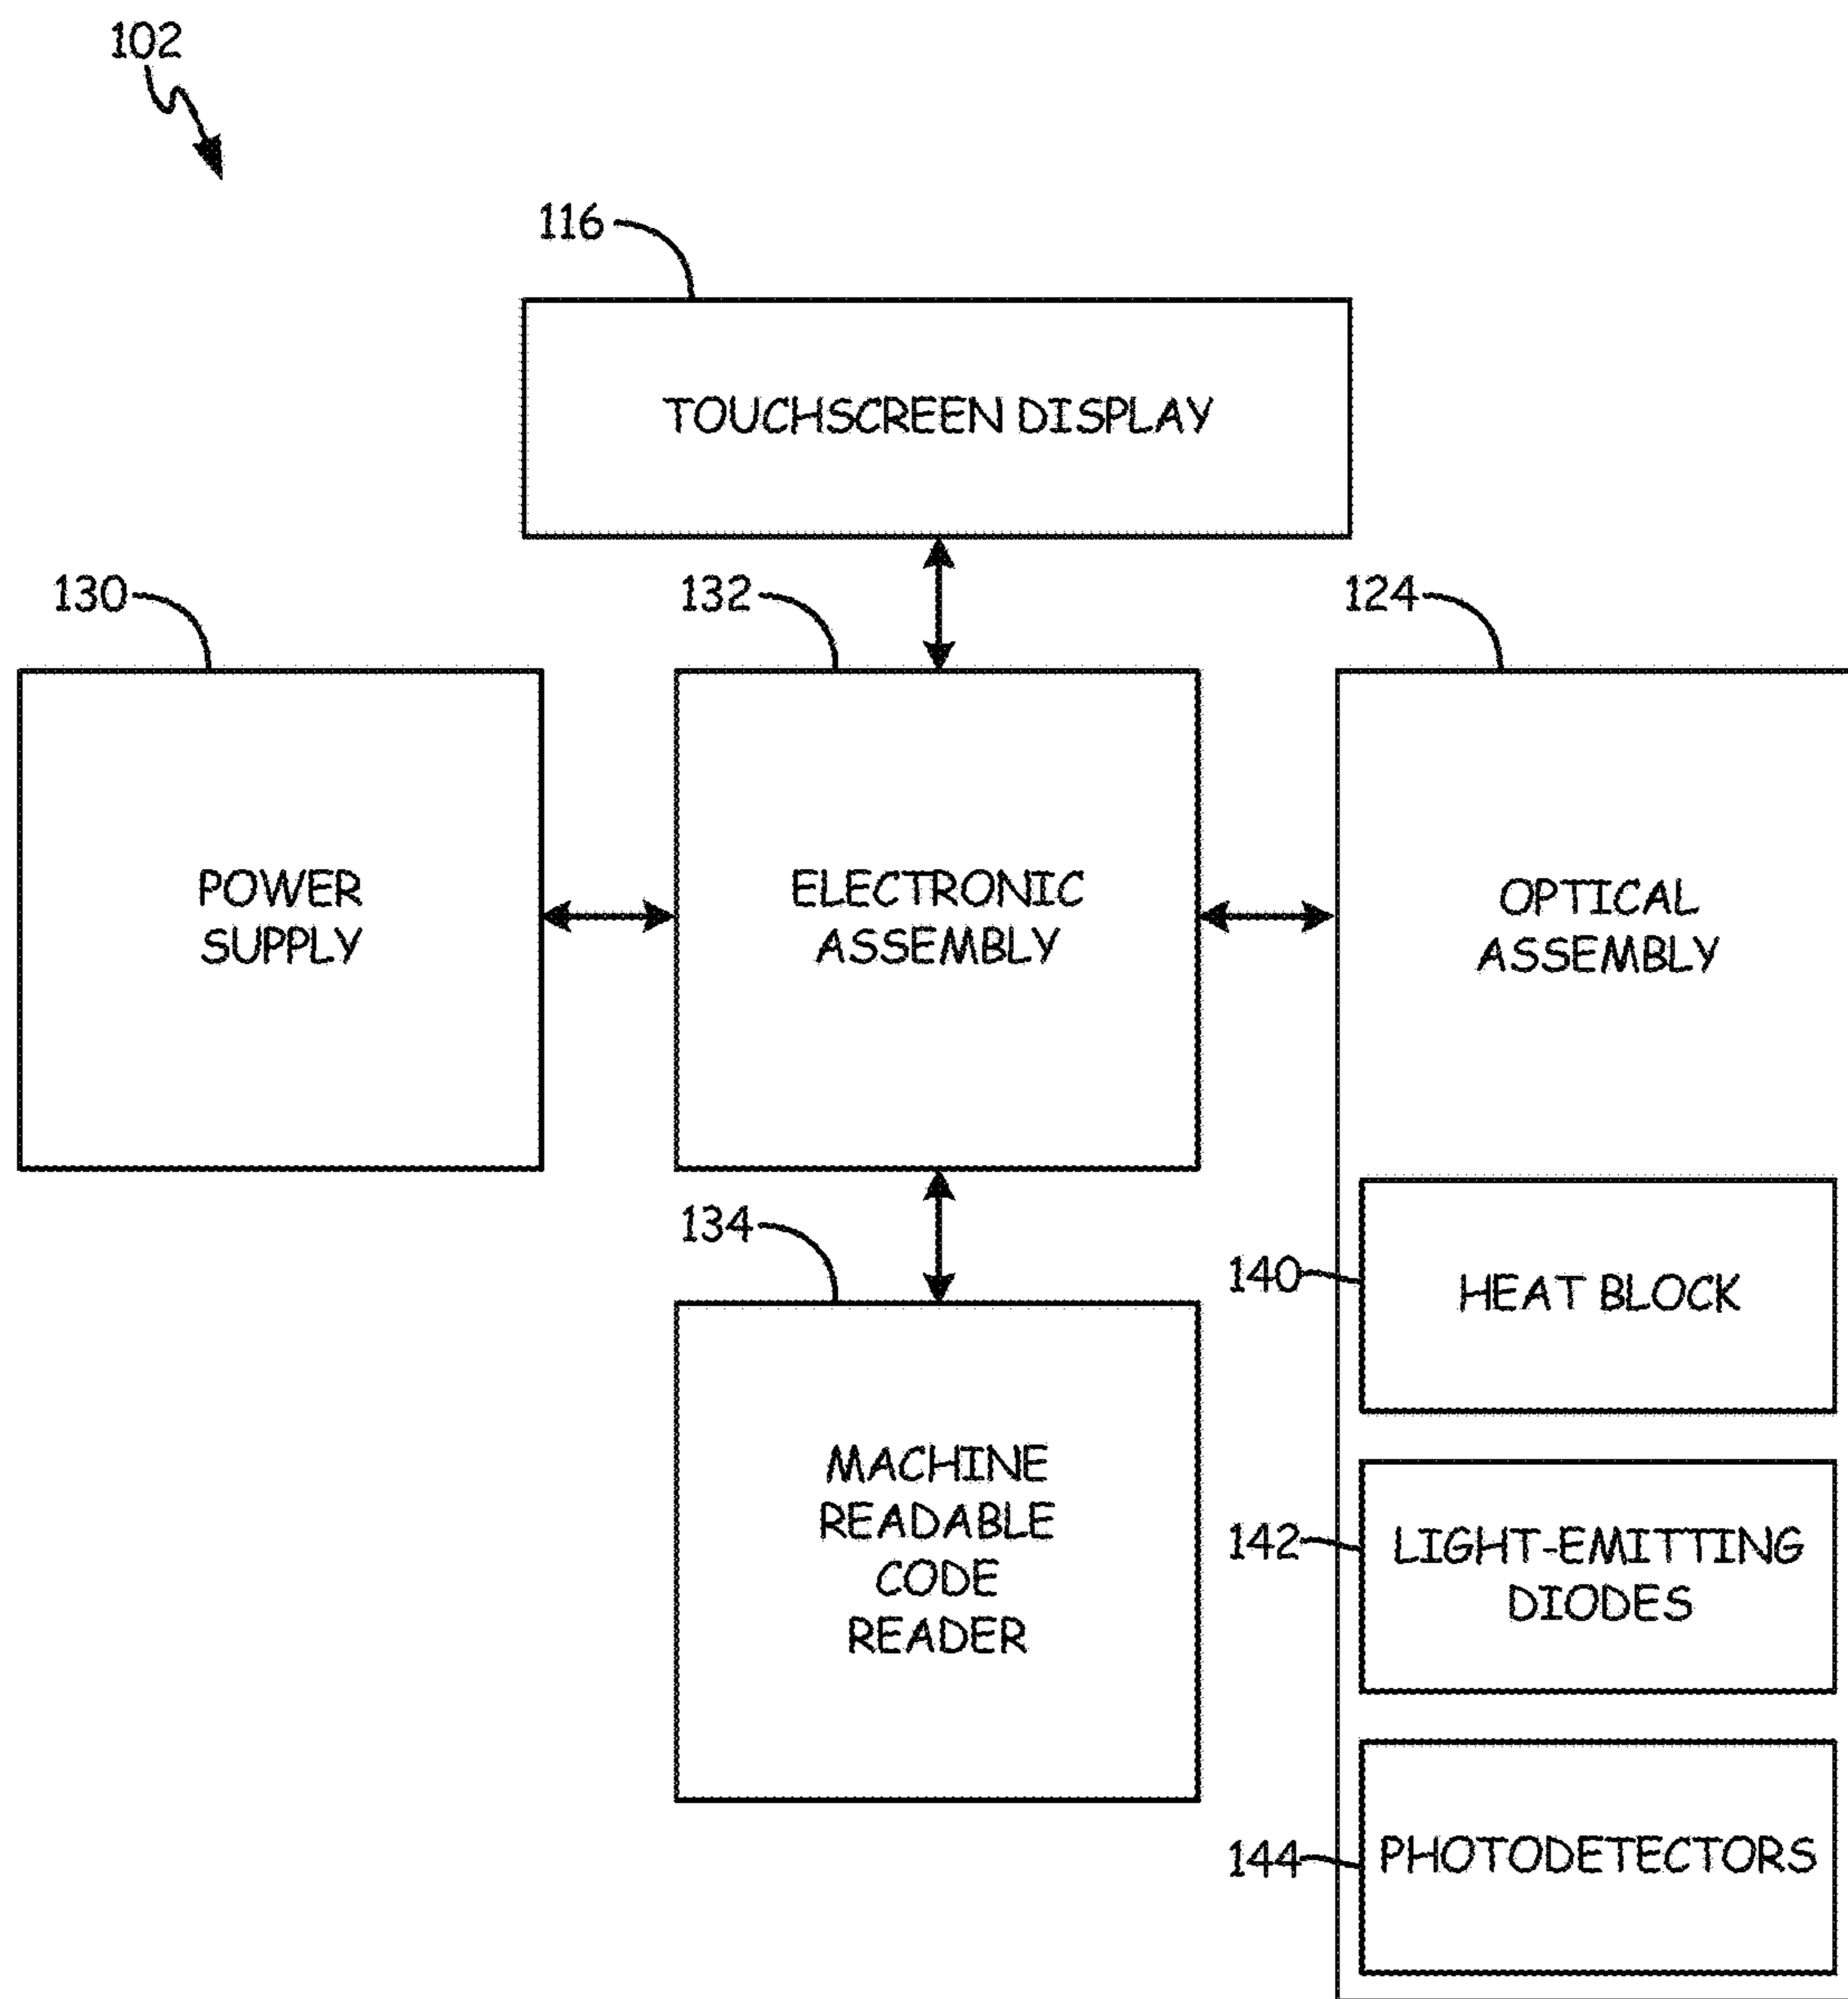 102
116
TOUCHSCREEN DISPLAY
130
132
124
POWER
SUPPLY
ELECTRONIC
ASSEMBLY
OPTICAL
ASSEMBLY
134
MACHINE
READABLE
CODE
READER
140
HEAT BLOCK
142
LIGHT-EMITTING
DIODES
144
PHOTODETECTORS